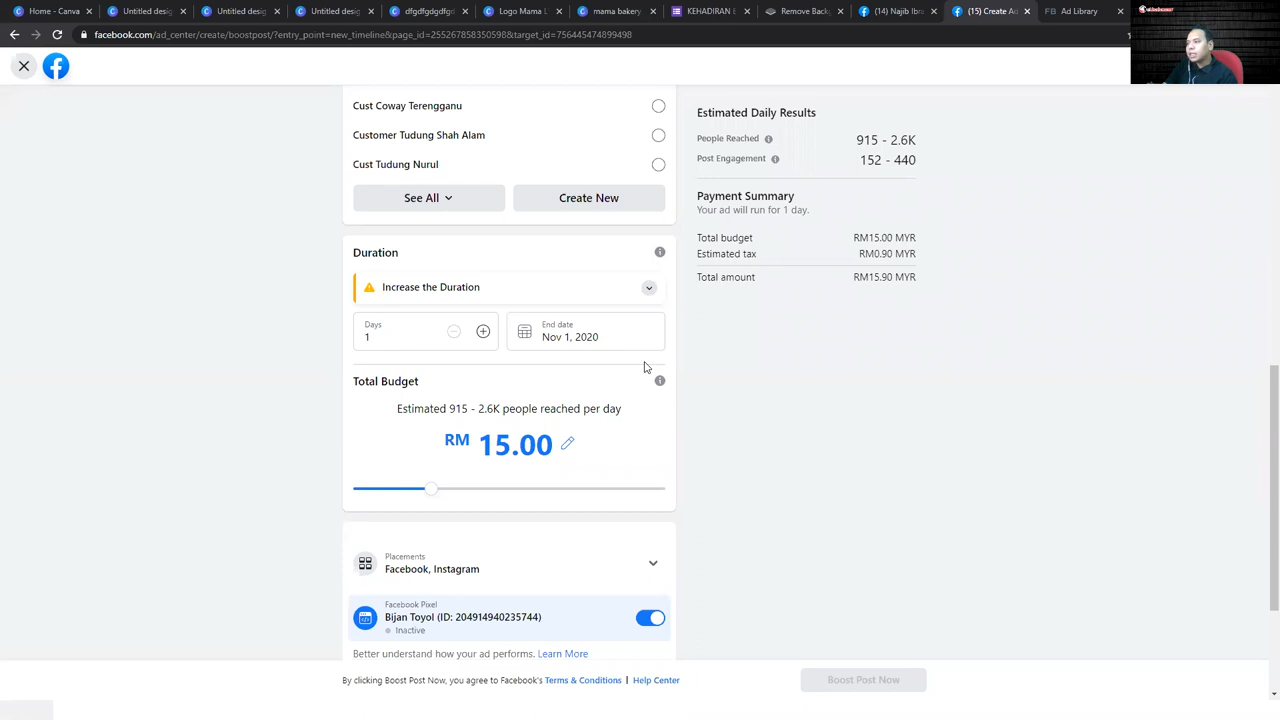 Home - Canva
Untitled desig
Untitled desig
Untitled desig
dfgdfgdgdfgd
Logo Mama L
mama bakery
KEHADIRAN E
Remove Back
(14) Najib Ibra
(15) Create Ad
Ad Library
facebook.com/ad_center/create/boostpost/?entry_point=new_timeline&page_id=255267858350598&target_id=756445474899498
Cust Coway Terengganu
Customer Tudung Shah Alam
Cust Tudung Nurul
See All
Create New
Duration
Increase the Duration
Days
1
End date
Nov 1, 2020
Total Budget
Estimated 915 - 2.6K people reached per day
RM 15.00
Placements
Facebook, Instagram
Facebook Pixel
Bijan Toyol (ID: 204914940235744)
Inactive
Better understand how your ad performs. Learn More
Estimated Daily Results
People Reached 915 - 2.6K
Post Engagement 152 - 440
Payment Summary
Your ad will run for 1 day.
Total budget RM15.00 MYR
Estimated tax RM0.90 MYR
Total amount RM15.90 MYR
By clicking Boost Post Now, you agree to Facebook's Terms & Conditions | Help Center
Boost Post Now